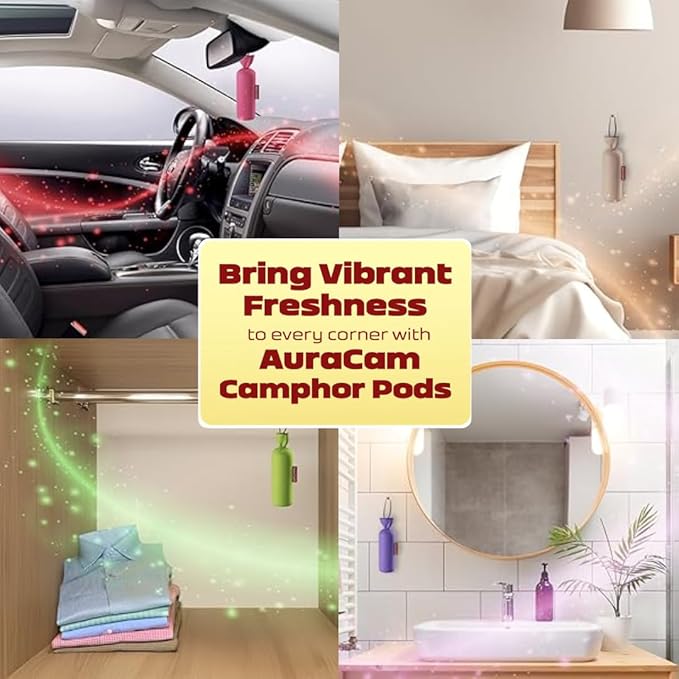 Bring Vibrant
Freshness
to every corner with
AuraCam
Camphor Pods